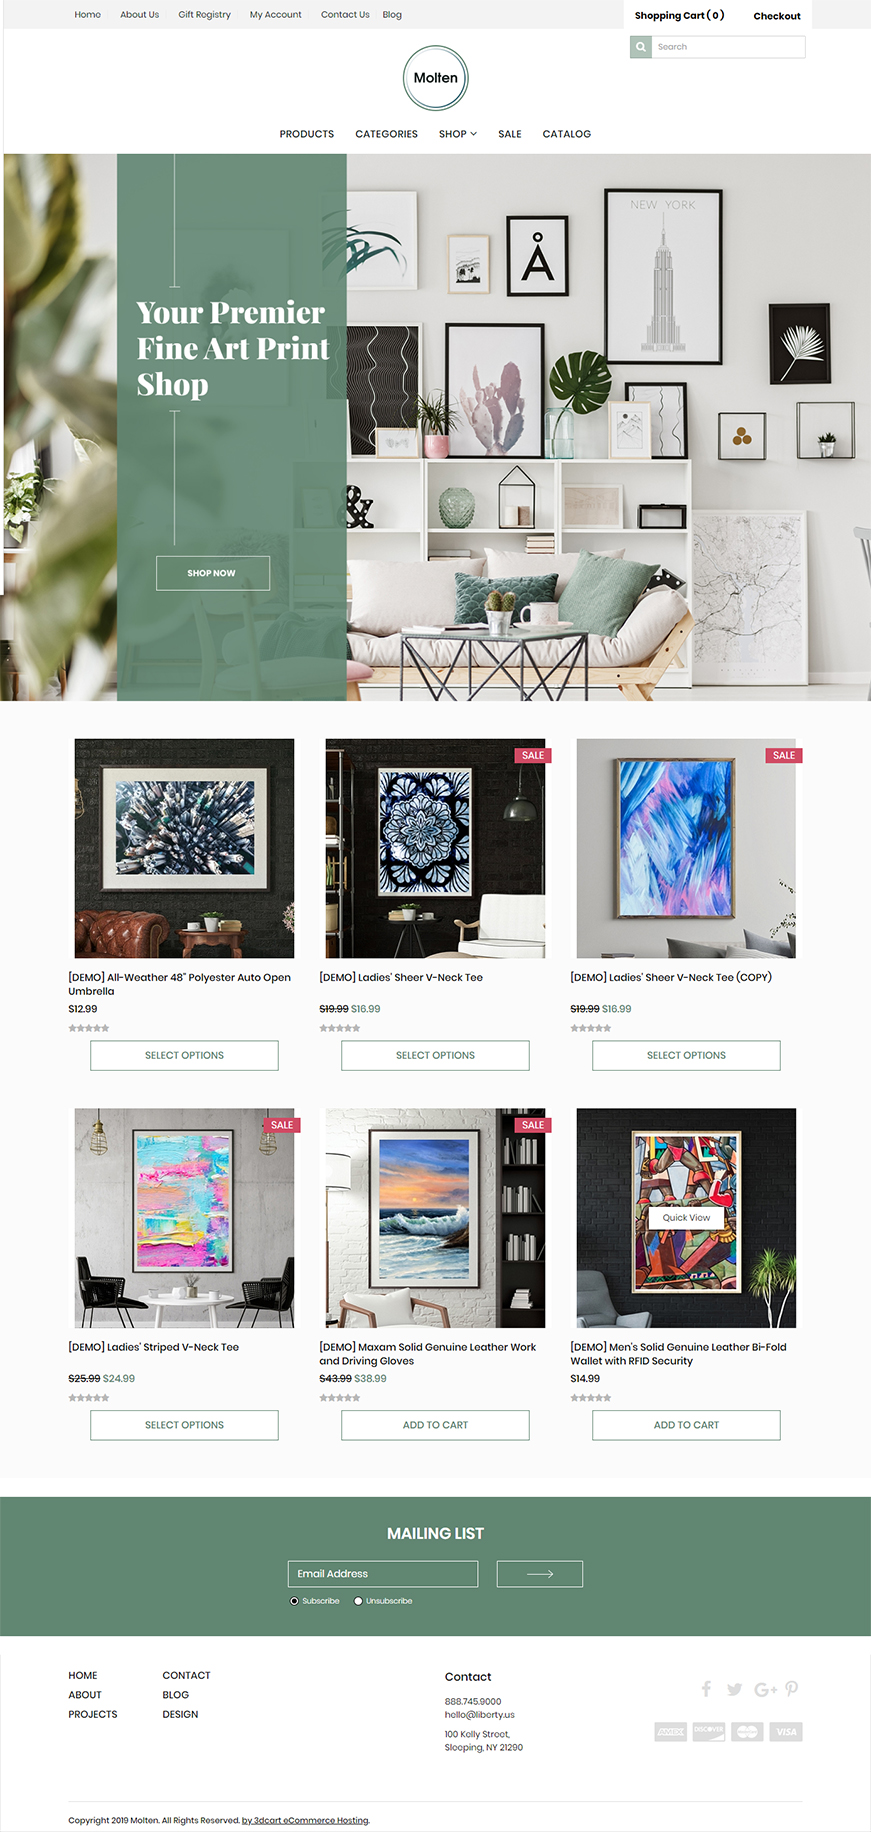 Home About Us Gift Registry My Account Contact Us Blog
Shopping Cart ( 0 ) Checkout
Search
Molten
PRODUCTS CATEGORIES SHOP SALE CATALOG
Your Premier
Fine Art Print
Shop
SHOP NOW
NEW YORK
Å
&
SALE
SALE
[DEMO] All-Weather 48" Polyester Auto Open
Umbrella
$12.99
SELECT OPTIONS
[DEMO] Ladies' Sheer V-Neck Tee
$19.99 $16.99
SELECT OPTIONS
[DEMO] Ladies' Sheer V-Neck Tee (COPY)
$19.99 $16.99
SELECT OPTIONS
SALE
SALE
Quick View
[DEMO] Ladies' Striped V-Neck Tee
$25.99 $24.99
SELECT OPTIONS
[DEMO] Maxam Solid Genuine Leather Work
and Driving Gloves
$43.99 $38.99
ADD TO CART
[DEMO] Men's Solid Genuine Leather Bi-Fold
Wallet with RFID Security
$14.99
ADD TO CART
MAILING LIST
Email Address
Subscribe Unsubscribe
HOME
ABOUT
PROJECTS
CONTACT
BLOG
DESIGN
Contact
888.745.9000
hello@liberty.us
100 Kelly Street,
Sleeping, NY 21290
AMEX DISCOVER MasterCard VISA
Copyright 2019 Molten. All Rights Reserved. by 3dcart eCommerce Hosting.